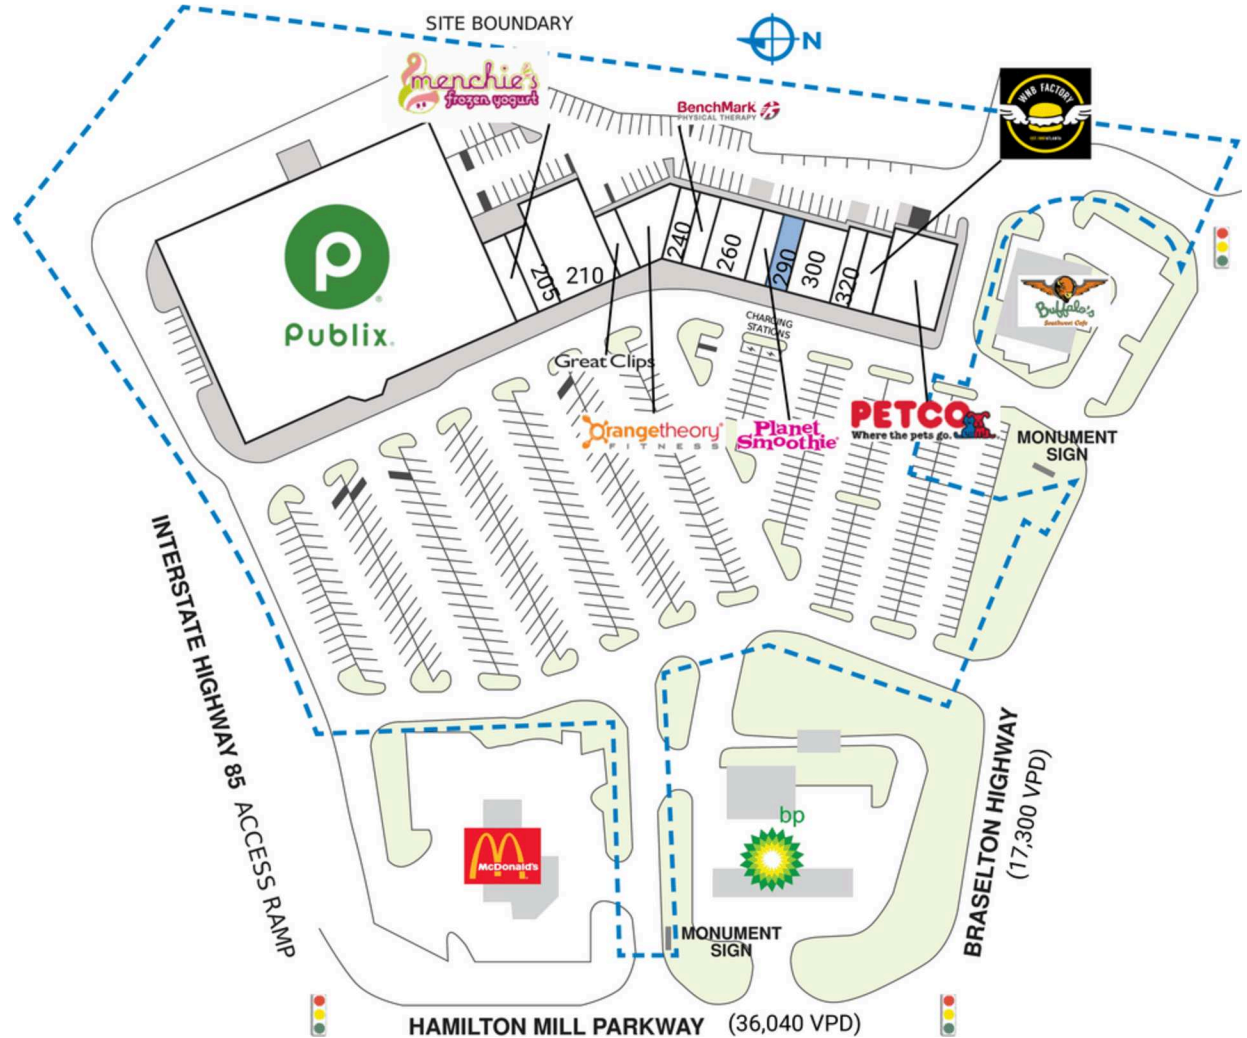 SITE BOUNDARY
N
menchie's
frozen yogurt
BenchMark
PHYSICAL THERAPY
WNB FACTORY
Publix.
205
210
240
260
290
300
320
Buffalo's
Southwest Cafe
CHARGING
STATIONS
Great Clips
Orangetheory
FITNESS
Planet
Smoothie
PETCO
Where the pets go.
MONUMENT
SIGN
INTERSTATE HIGHWAY 85 ACCESS RAMP
BRASELTON HIGHWAY
(17,300 VPD)
bp
McDonald's
MONUMENT
SIGN
HAMILTON MILL PARKWAY (36,040 VPD)